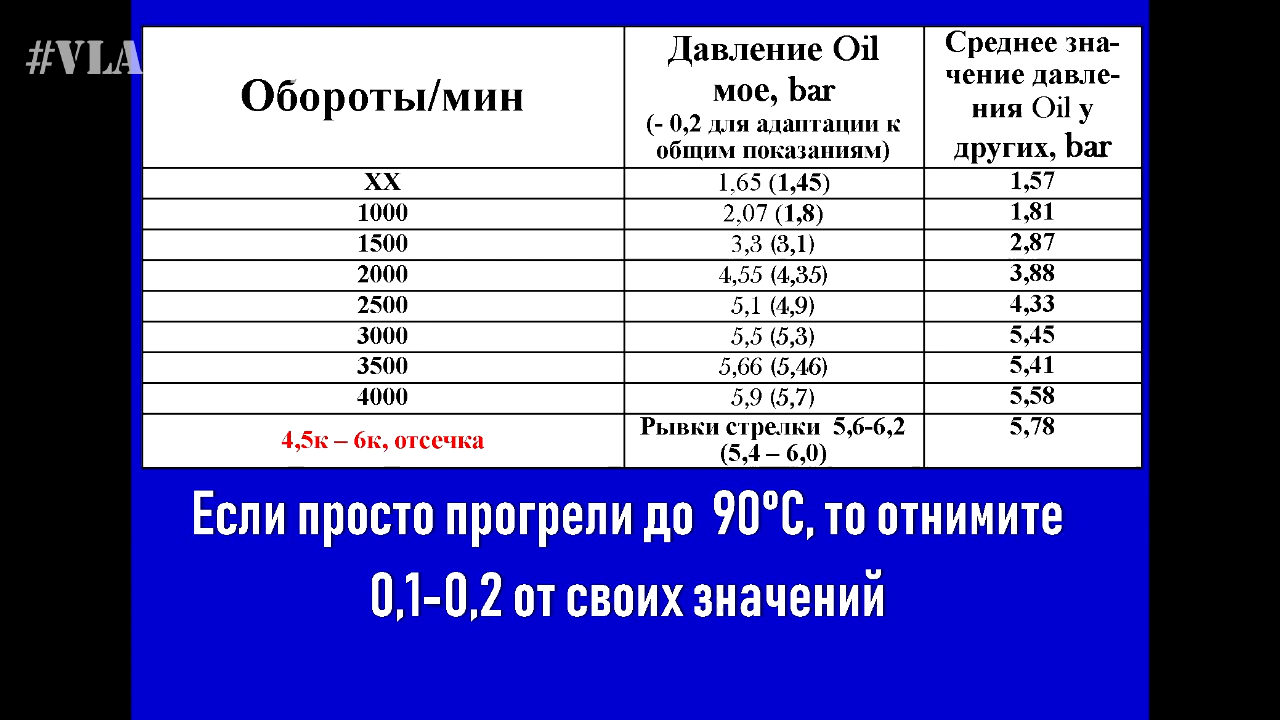 #VLA
Обороты/мин
Давление Oil
мое, bar
(- 0,2 для адаптации к
общим показаниям)
Среднее зна-
чение давле-
ния Oil у
других, bar
XX 1,65 (1,45) 1,57
1000 2,07 (1,8) 1,81
1500 3,3 (3,1) 2,87
2000 4,55 (4,35) 3,88
2500 5,1 (4,9) 4,33
3000 5,5 (5,3) 5,45
3500 5,66 (5,46) 5,41
4000 5,9 (5,7) 5,58
4,5к – 6к, отсечка
Рывки стрелки 5,6-6,2
(5,4 – 6,0)
5,78
Если просто прогрели до 90°С, то отнимите
0,1-0,2 от своих значений